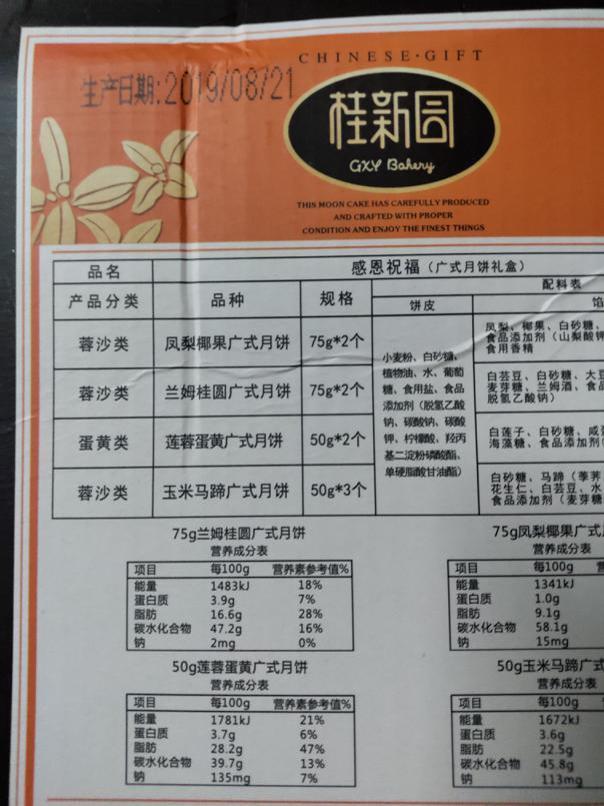 CHINESE·GIFT
生产日期:2019/08/21
桂新园
GXY Bakery
THIS MOON CAKE HAS CAREFULLY PRODUCED
AND CRAFTED WITH PROPER
CONDITION AND ENJOY THE FINEST THINGS
品名 感恩祝福（广式月饼礼盒）
产品分类 品种 规格 配料表
饼皮 馅
蓉沙类 凤梨椰果广式月饼 75g*2个
蓉沙类 兰姆桂圆广式月饼 75g*2个
蛋黄类 莲蓉蛋黄广式月饼 50g*2个
蓉沙类 玉米马蹄广式月饼 50g*3个
小麦粉、白砂糖、
植物油、水、葡萄
糖、食用盐、食品
添加剂（脱氢乙酸
钠、碳酸钠、碳酸
钾、柠檬酸、羟丙
基二淀粉磷酸酯、
单硬脂酸甘油酯）
凤梨、椰果、白砂糖、
食品添加剂（山梨酸钾
食用香精
白芸豆、白砂糖、大豆
麦芽糖、兰姆酒、食品
脱氢乙酸钠）
白莲子、白砂糖、咸蛋
海藻糖、食品添加剂（
白砂糖、马蹄（荸荠
花生仁、白芸豆、水
食品添加剂（麦芽糖
75g兰姆桂圆广式月饼
营养成分表
项目 每100g 营养素参考值%
能量 1483kJ 18%
蛋白质 3.9g 7%
脂肪 16.6g 28%
碳水化合物 47.2g 16%
钠 2mg 0%
75g凤梨椰果广式
营养成分表
项目 每100g 营
能量 1341kJ
蛋白质 1.0g
脂肪 9.1g
碳水化合物 58.1g
钠 15mg
50g莲蓉蛋黄广式月饼
营养成分表
项目 每100g 营养素参考值%
能量 1781kJ 21%
蛋白质 3.7g 6%
脂肪 28.2g 47%
碳水化合物 39.7g 13%
钠 135mg 7%
50g玉米马蹄广式
营养成分表
项目 每100g
能量 1672kJ
蛋白质 3.6g
脂肪 22.5g
碳水化合物 45.8g
钠 113mg